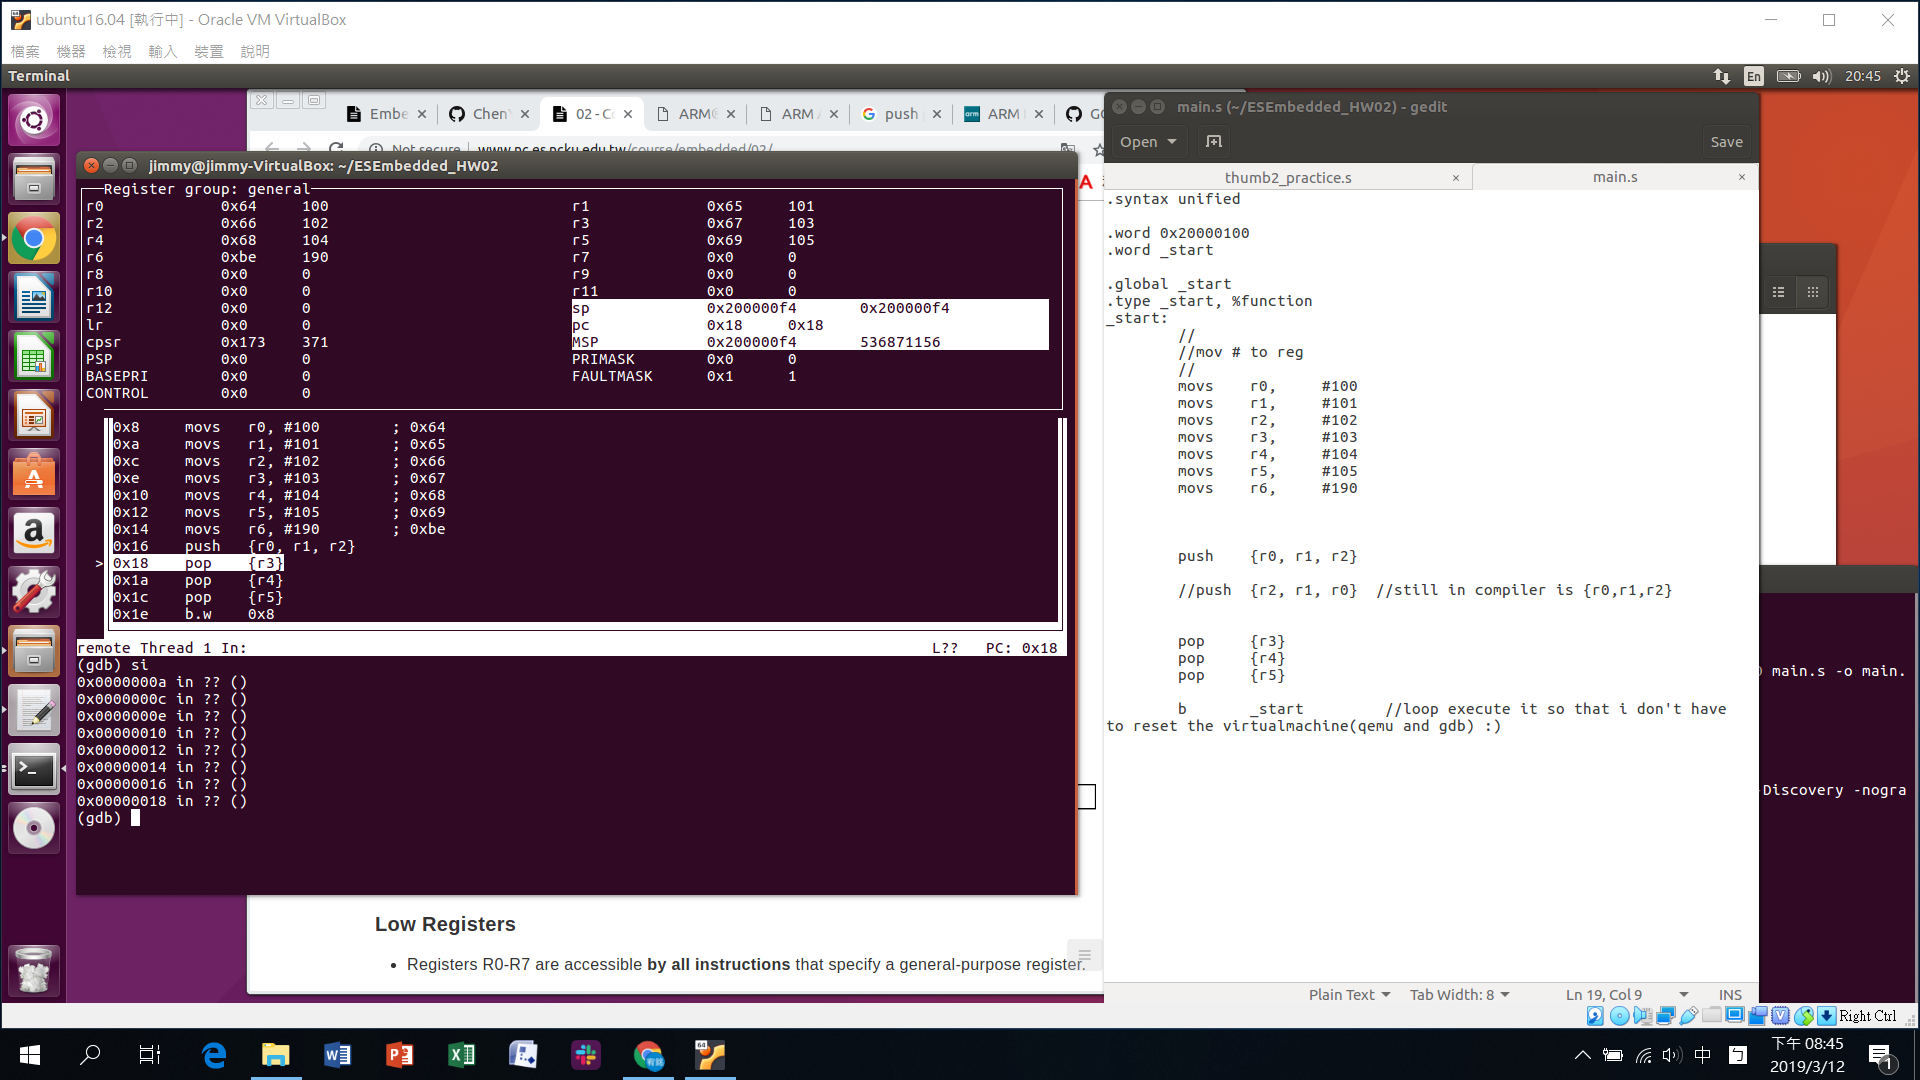 ubuntu16.04 [執行中] - Oracle VM VirtualBox
檔案 機器 檢視 輸入 裝置 說明
Terminal
En
20:45
Embe
ChenY
02 - Co
ARM®
ARM
push
ARM
Not secure | www.nc.es.ncku.edu.tw/course/embedded/02/
jimmy@jimmy-VirtualBox: ~/ESEmbedded_HW02
Register group: general
r0 0x64 100 r1 0x65 101
r2 0x66 102 r3 0x67 103
r4 0x68 104 r5 0x69 105
r6 0xbe 190 r7 0x0 0
r8 0x0 0 r9 0x0 0
r10 0x0 0 r11 0x0 0
r12 0x0 0 sp 0x200000f4 0x200000f4
lr 0x0 0 pc 0x18 0x18
cpsr 0x173 371 MSP 0x200000f4 536871156
PSP 0x0 0 PRIMASK 0x0 0
BASEPRI 0x0 0 FAULTMASK 0x1 1
CONTROL 0x0 0
0x8 movs r0, #100 ; 0x64
0xa movs r1, #101 ; 0x65
0xc movs r2, #102 ; 0x66
0xe movs r3, #103 ; 0x67
0x10 movs r4, #104 ; 0x68
0x12 movs r5, #105 ; 0x69
0x14 movs r6, #190 ; 0xbe
0x16 push {r0, r1, r2}
> 0x18 pop {r3}
0x1a pop {r4}
0x1c pop {r5}
0x1e b.w 0x8
remote Thread 1 In: L?? PC: 0x18
(gdb) si
0x0000000a in ?? ()
0x0000000c in ?? ()
0x0000000e in ?? ()
0x00000010 in ?? ()
0x00000012 in ?? ()
0x00000014 in ?? ()
0x00000016 in ?? ()
0x00000018 in ?? ()
(gdb)
Low Registers
• Registers R0-R7 are accessible by all instructions that specify a general-purpose register.
main.s (~/ESEmbedded_HW02) - gedit
Open
Save
thumb2_practice.s ×
main.s ×
.syntax unified
.word 0x20000100
.word _start
.global _start
.type _start, %function
_start:
//
//mov # to reg
//
movs r0, #100
movs r1, #101
movs r2, #102
movs r3, #103
movs r4, #104
movs r5, #105
movs r6, #190
push {r0, r1, r2}
//push {r2, r1, r0} //still in compiler is {r0,r1,r2}
pop {r3}
pop {r4}
pop {r5}
b _start //loop execute it so that i don't have
to reset the virtualmachine(qemu and gdb) :)
Plain Text Tab Width: 8 Ln 19, Col 9 INS
main.s -o main.
Discovery -nogra
Right Ctrl
中
下午 08:45
2019/3/12
1